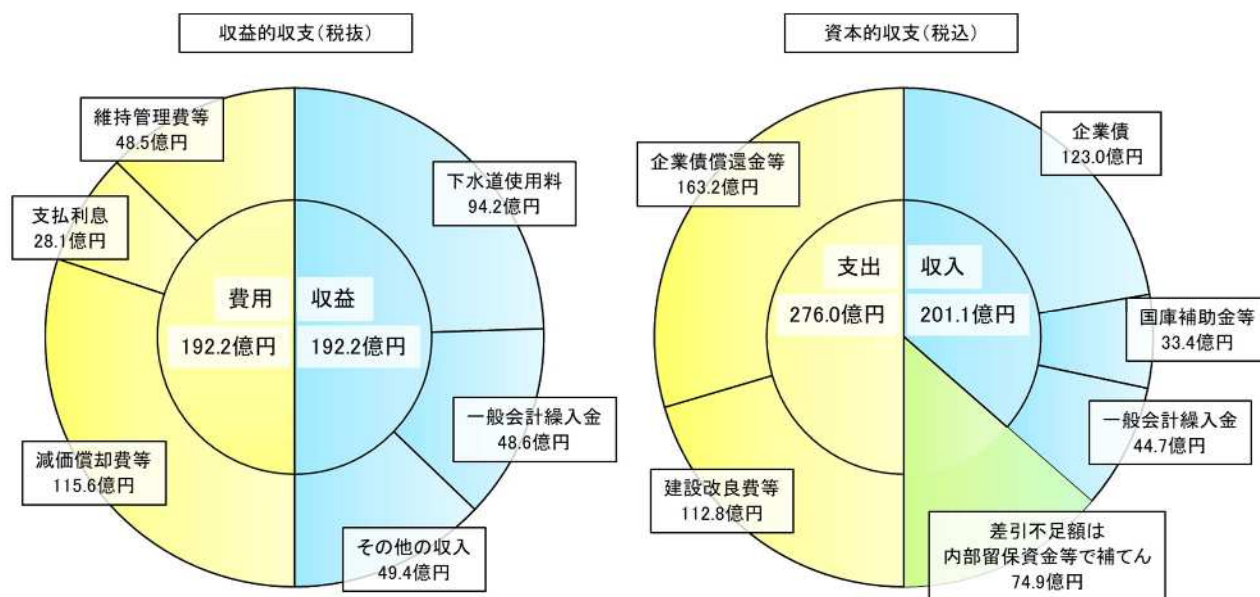 収益的収支(税抜)
維持管理費等
48.5億円
支払利息
28.1億円
減価償却費等
115.6億円
費用
192.2億円
収益
192.2億円
下水道使用料
94.2億円
一般会計繰入金
48.6億円
その他の収入
49.4億円
資本的収支(税込)
企業債償還金等
163.2億円
建設改良費等
112.8億円
支出
276.0億円
収入
201.1億円
企業債
123.0億円
国庫補助金等
33.4億円
一般会計繰入金
44.7億円
差引不足額は
内部留保資金等で補てん
74.9億円